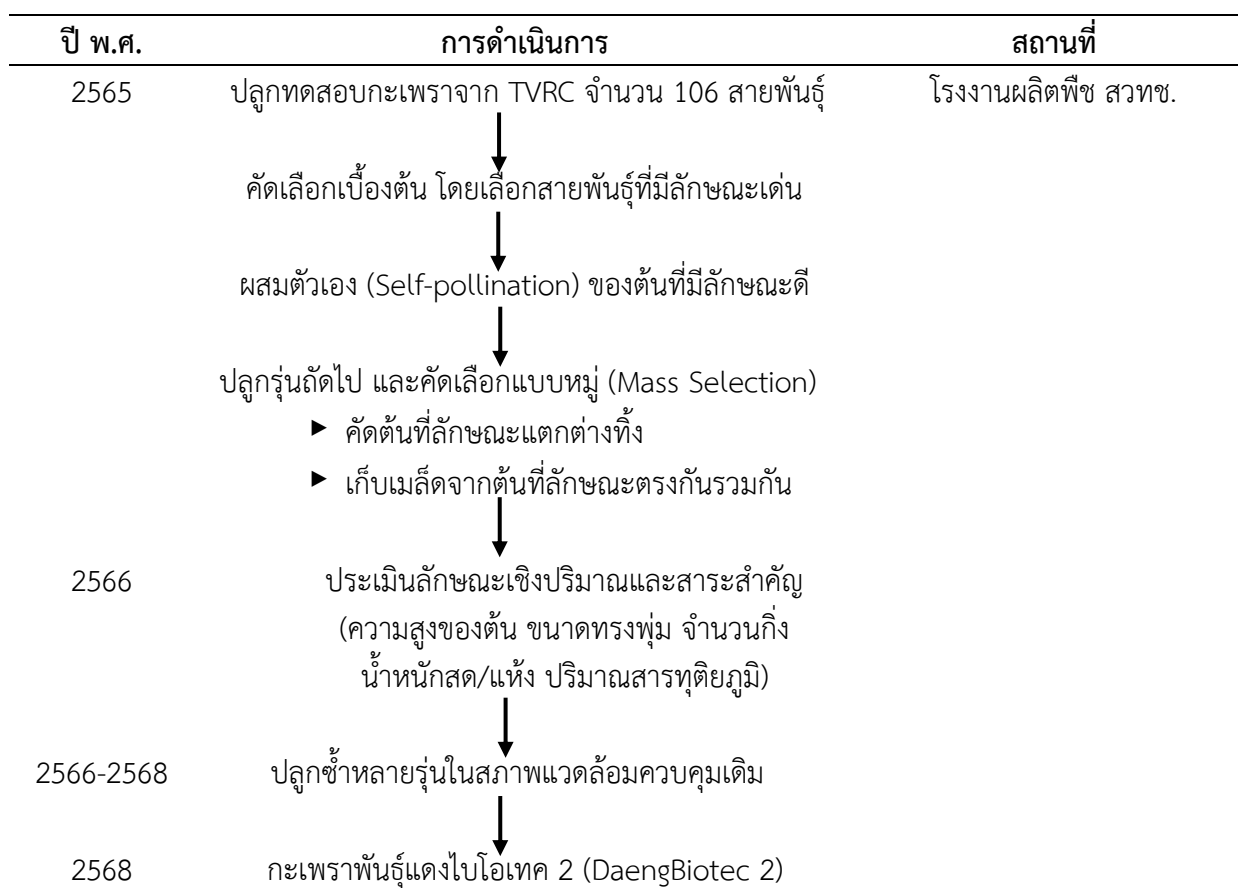 ปี พ.ศ. การดำเนินการ สถานที่
2565 ปลูกทดสอบกะเพราจาก TVRC จำนวน 106 สายพันธุ์ โรงงานผลิตพืช สวทช.
คัดเลือกเบื้องต้น โดยเลือกสายพันธุ์ที่มีลักษณะเด่น
ผสมตัวเอง (Self-pollination) ของต้นที่มีลักษณะดี
ปลูกรุ่นถัดไป และคัดเลือกแบบหมู่ (Mass Selection)
▶ คัดต้นที่ลักษณะแตกต่างทิ้ง
▶ เก็บเมล็ดจากต้นที่ลักษณะตรงกันรวมกัน
2566 ประเมินลักษณะเชิงปริมาณและสาระสำคัญ
(ความสูงของต้น ขนาดทรงพุ่ม จำนวนกิ่ง
น้ำหนักสด/แห้ง ปริมาณสารทุติยภูมิ)
2566-2568 ปลูกซ้ำหลายรุ่นในสภาพแวดล้อมควบคุมเดิม
2568 กะเพราพันธุ์แดงไบโอเทค 2 (DaengBiotec 2)